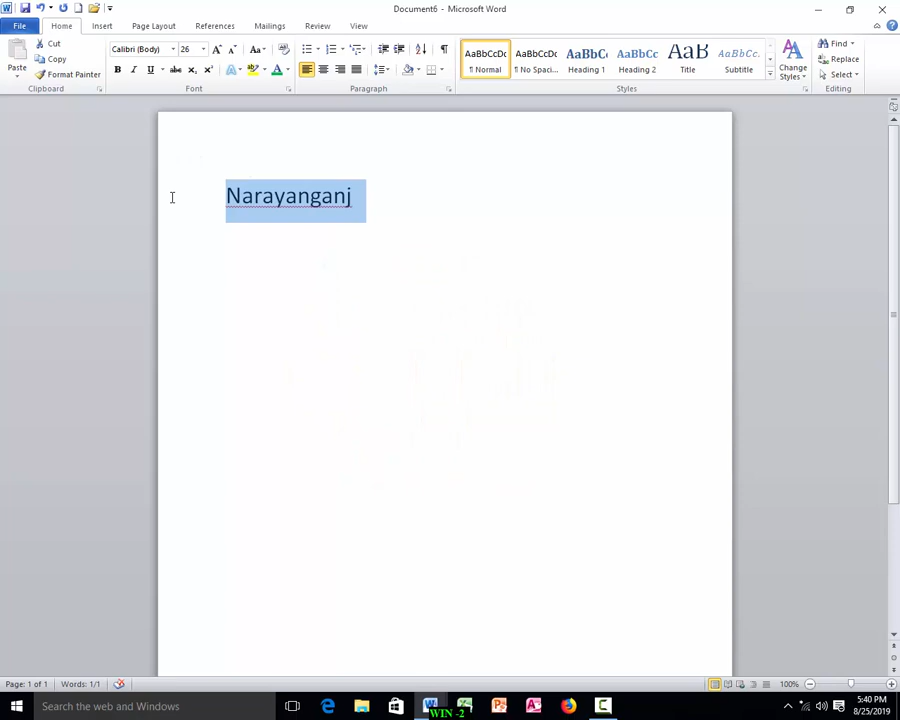 Document6 - Microsoft Word
File Home Insert Page Layout References Mailings Review View
Cut
Copy
Format Painter
Paste
Clipboard
Calibri (Body) 26
Font
Paragraph
AaBbCcDc AaBbCcDc AaBbC AaBbCc AaB AaBbCc.
¶ Normal ¶ No Spaci... Heading 1 Heading 2 Title Subtitle
Styles
Change Styles
Find
Replace
Select
Editing
Narayanganj
Page: 1 of 1 Words: 1/1 100%
Search the web and Windows
WIN -2
5:40 PM
8/25/2019